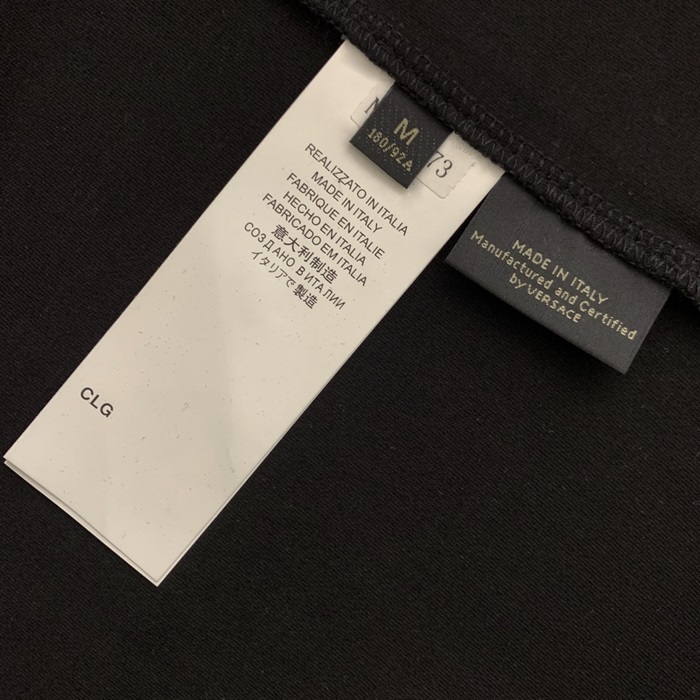 M
180/92A
73
REALIZZATO IN ITALIA
MADE IN ITALY
FABRIQUE EN ITALIE
HECHO EN ITALIA
FABRICADO EM ITALIA
意大利制造
СОЗДАНО В ИТАЛИИ
イタリアで製造
CLG
MADE IN ITALY
Manufactured and Certified
by VERSACE